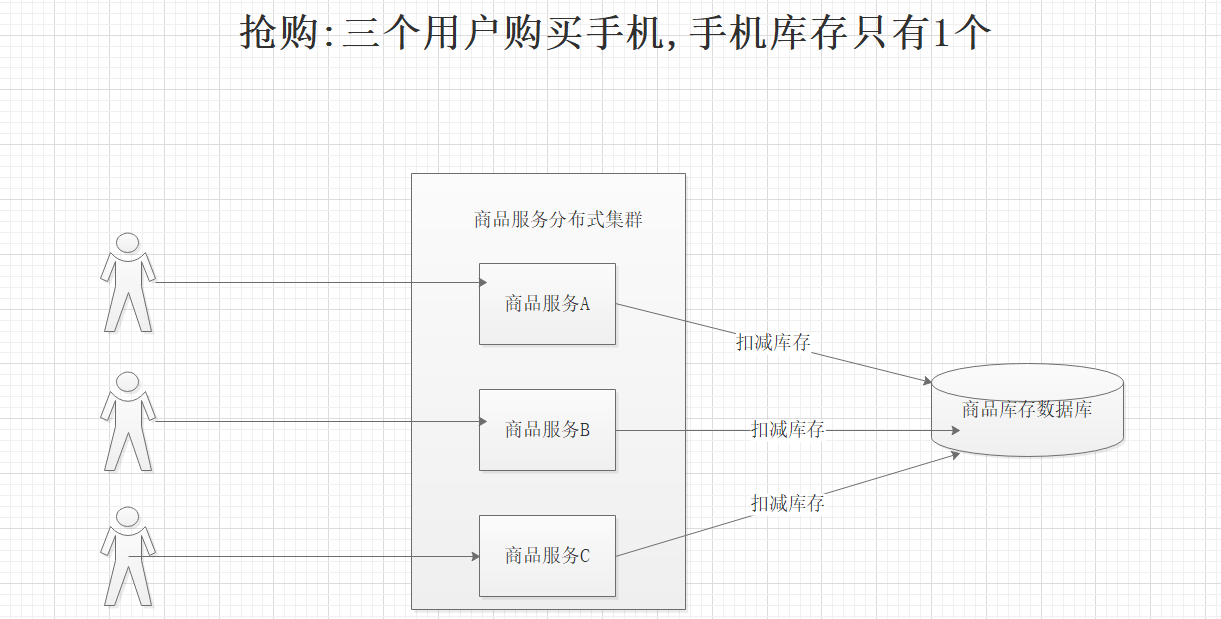 抢购:三个用户购买手机,手机库存只有1个
商品服务分布式集群
商品服务A
扣减库存
商品库存数据库
商品服务B
扣减库存
扣减库存
商品服务C